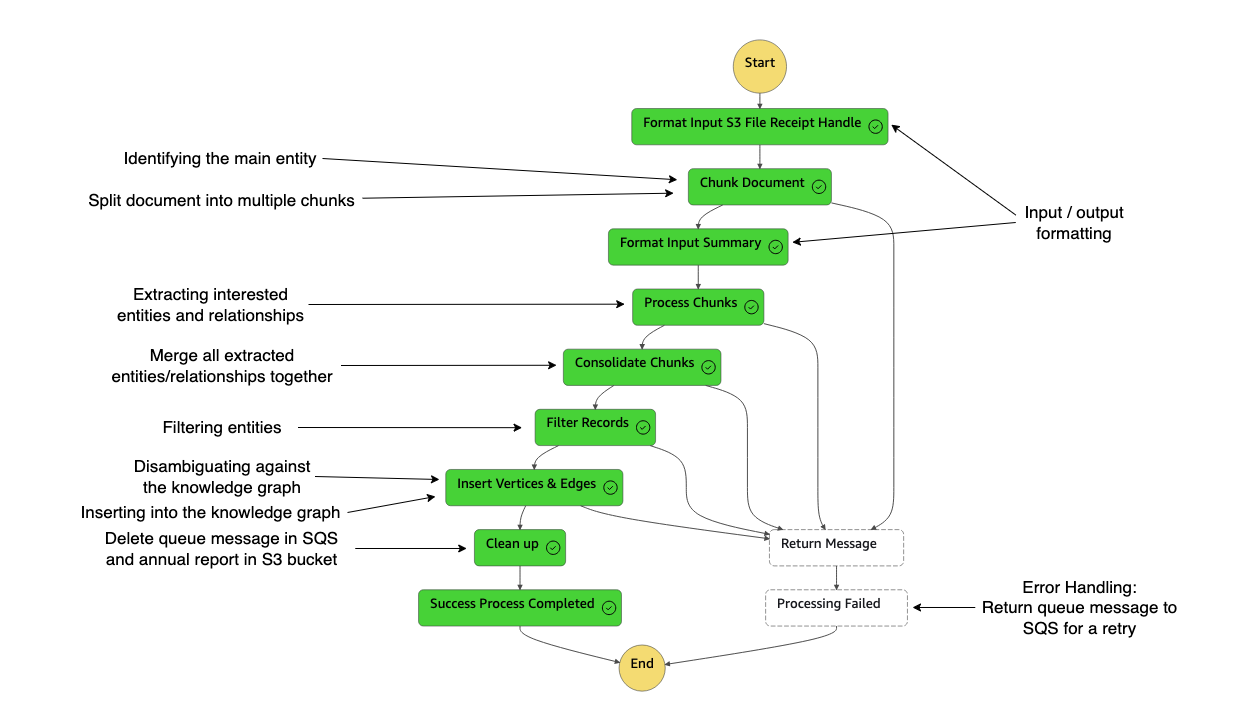 Start
Format Input S3 File Receipt Handle
Identifying the main entity
Chunk Document
Split document into multiple chunks
Input / output
formatting
Format Input Summary
Extracting interested
entities and relationships
Process Chunks
Merge all extracted
entities/relationships together
Consolidate Chunks
Filtering entities
Filter Records
Disambiguating against
the knowledge graph
Insert Vertices & Edges
Inserting into the knowledge graph
Delete queue message in SQS
and annual report in S3 bucket
Clean up
Return Message
Success Process Completed
Processing Failed
Error Handling:
Return queue message to
SQS for a retry
End